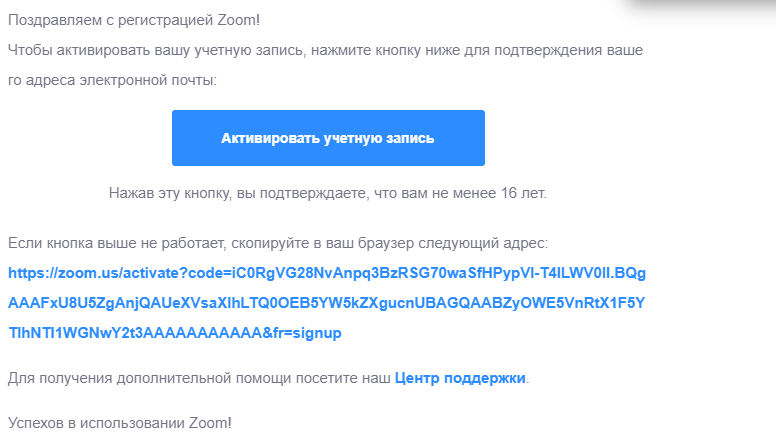 Поздравляем с регистрацией Zoom!
Чтобы активировать вашу учетную запись, нажмите кнопку ниже для подтверждения ваше
го адреса электронной почты:
Активировать учетную запись
Нажав эту кнопку, вы подтверждаете, что вам не менее 16 лет.
Если кнопка выше не работает, скопируйте в ваш браузер следующий адрес:
https://zoom.us/activate?code=iC0RgVG28NvAnpq3BzRSG70waSfHPypVI-T4lLWV0II.BQg
AAAFxU8U5ZgAnjQAUeXVsaXlhLTQ0OEB5YW5kZXgucnUBAGQAABZyOWE5VnRtX1F5Y
TlhNTl1WGNwY2t3AAAAAAAAAAA&fr=signup
Для получения дополнительной помощи посетите наш Центр поддержки.
Успехов в использовании Zoom!